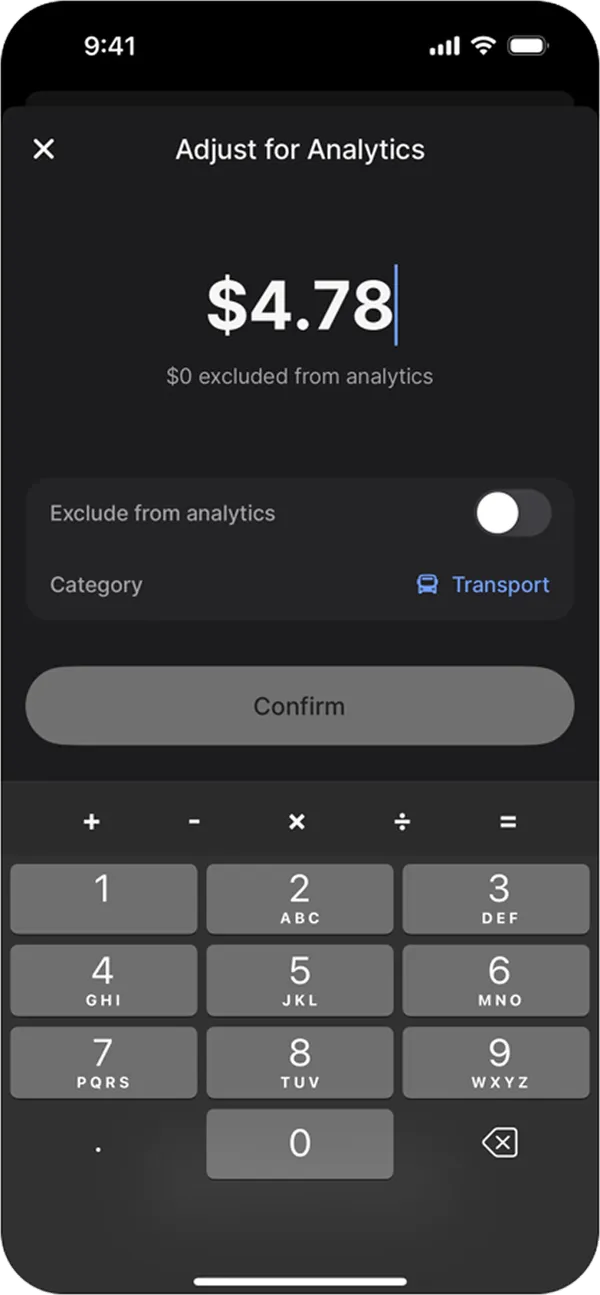 9:41
Adjust for Analytics
$4.78
$0 excluded from analytics
Exclude from analytics
Category Transport
Confirm
+ - × ÷ =
1 2 3
ABC DEF
4 5 6
GHI JKL MNO
7 8 9
PQRS TUV WXYZ
. 0